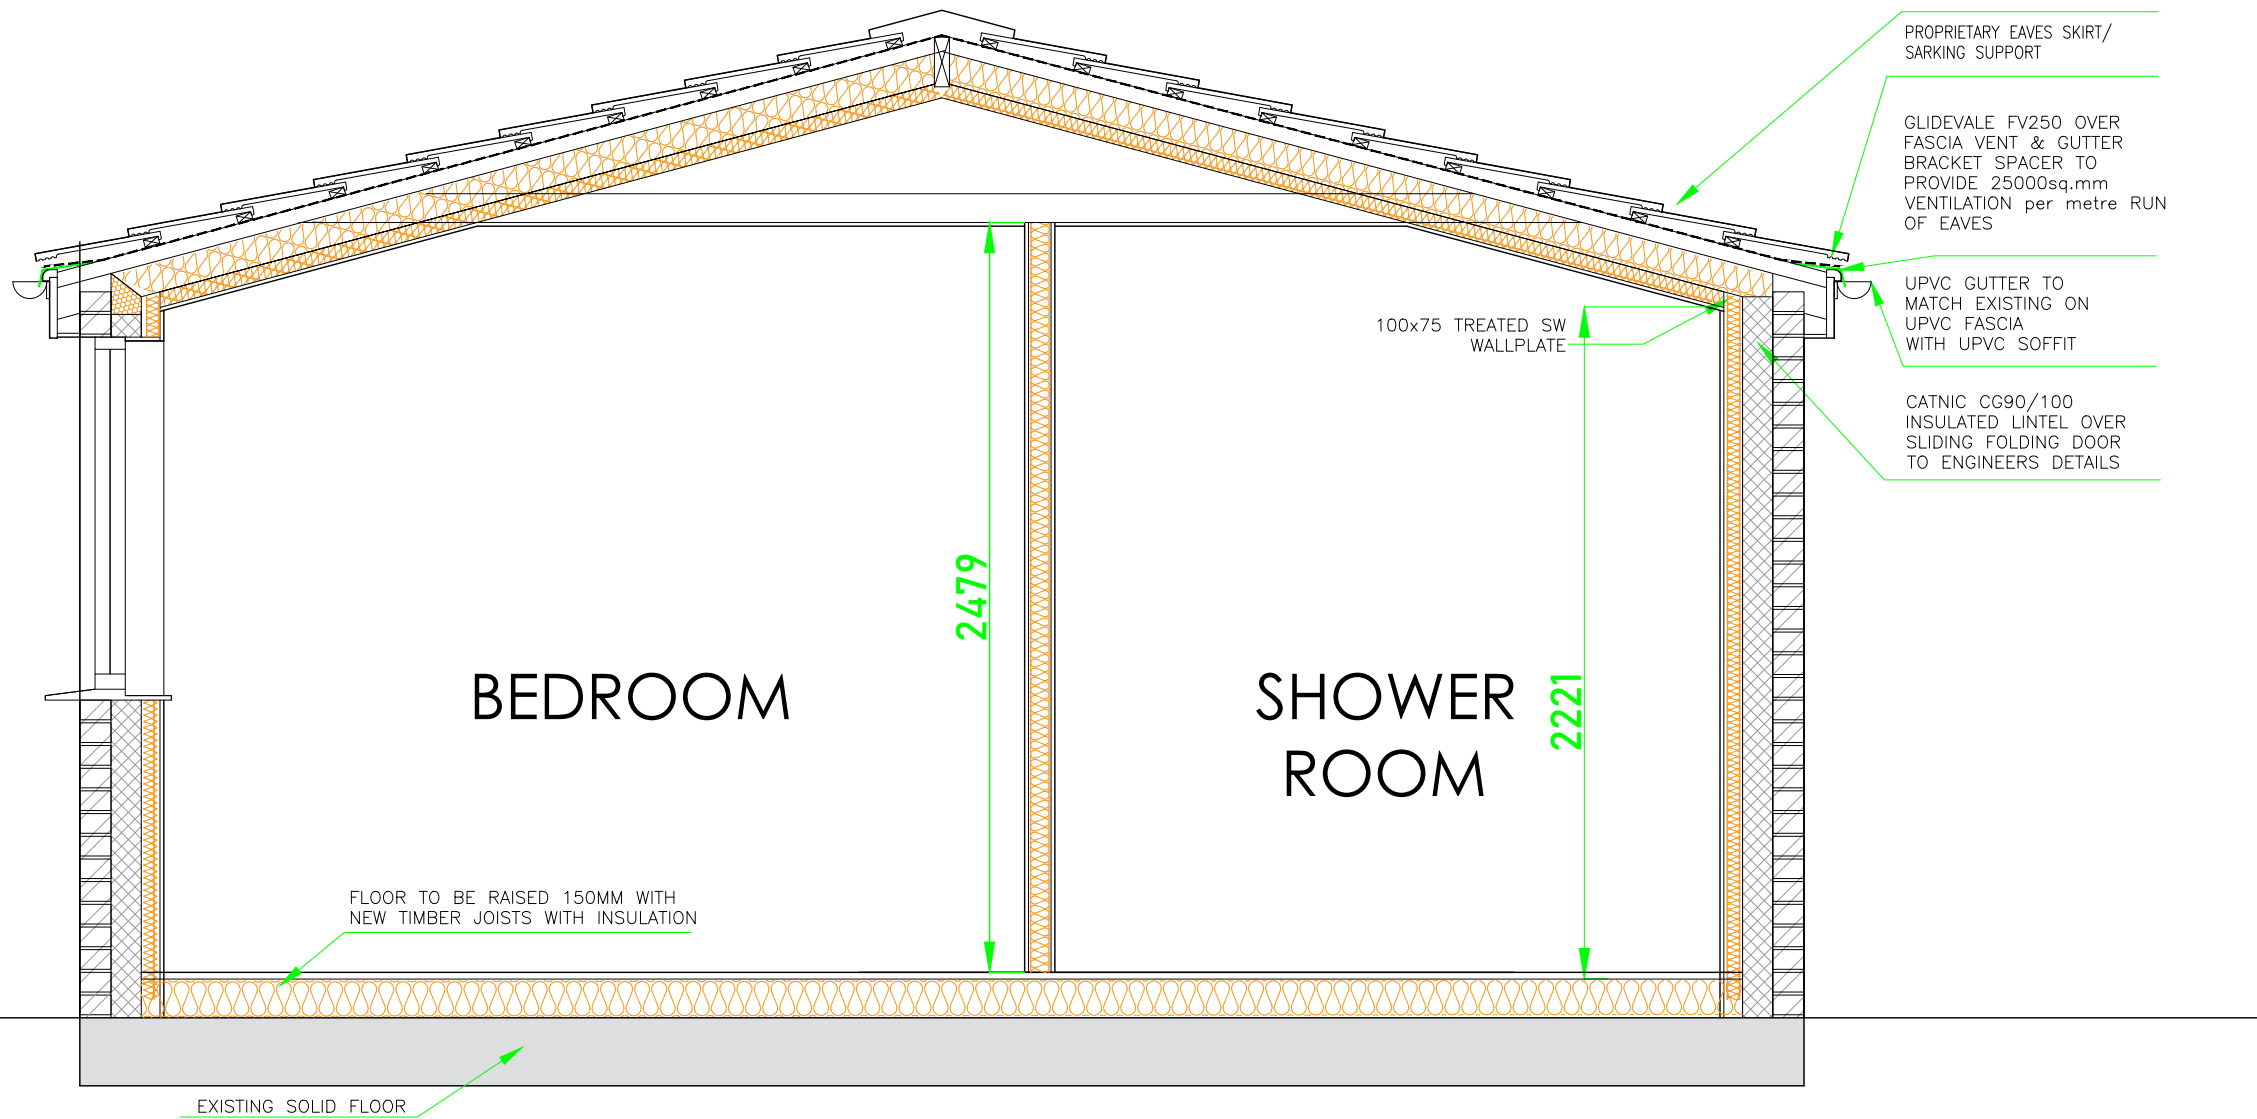 PROPRIETARY EAVES SKIRT/
SARKING SUPPORT
GLIDEVALE FV250 OVER
FASCIA VENT & GUTTER
BRACKET SPACER TO
PROVIDE 25000sq.mm
VENTILATION per metre RUN
OF EAVES
UPVC GUTTER TO
MATCH EXISTING ON
UPVC FASCIA
WITH UPVC SOFFIT
100x75 TREATED SW
WALLPLATE
CATNIC CG90/100
INSULATED LINTEL OVER
SLIDING FOLDING DOOR
TO ENGINEERS DETAILS
2479
BEDROOM
SHOWER
ROOM
2221
FLOOR TO BE RAISED 150MM WITH
NEW TIMBER JOISTS WITH INSULATION
EXISTING SOLID FLOOR